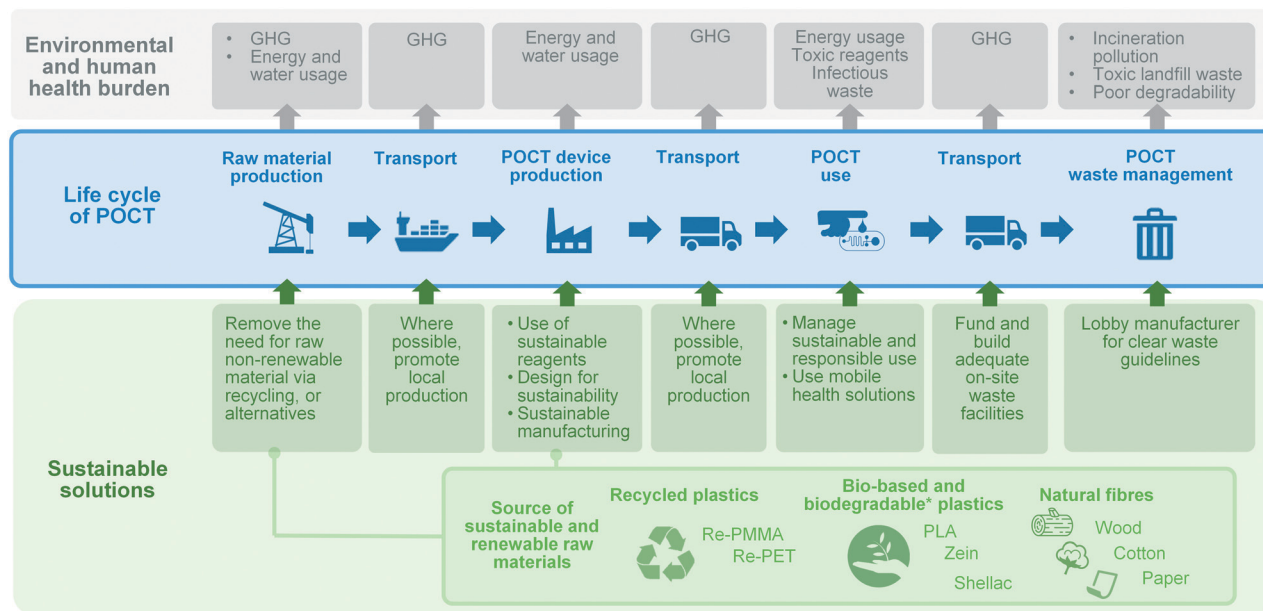 Environmental
and human
health burden
• GHG
• Energy and
water usage
GHG
Energy and
water usage
GHG
Energy usage
Toxic reagents
Infectious
waste
GHG
• Incineration
pollution
• Toxic landfill waste
• Poor degradability
Life cycle
of POCT
Raw material
production
Transport
POCT device
production
Transport
POCT
use
Transport
POCT
waste management
Sustainable
solutions
Remove the
need for raw
non-renewable
material via
recycling, or
alternatives
Where
possible,
promote
local
production
• Use of
sustainable
reagents
• Design for
sustainability
• Sustainable
manufacturing
Where
possible,
promote
local
production
• Manage
sustainable and
responsible use
• Use mobile
health solutions
Fund and
build
adequate
on-site
waste
facilities
Lobby manufacturer
for clear waste
guidelines
Source of
sustainable and
renewable raw
materials
Recycled plastics
Re-PMMA
Re-PET
Bio-based and
biodegradable* plastics
PLA
Zein
Shellac
Natural fibres
Wood
Cotton
Paper